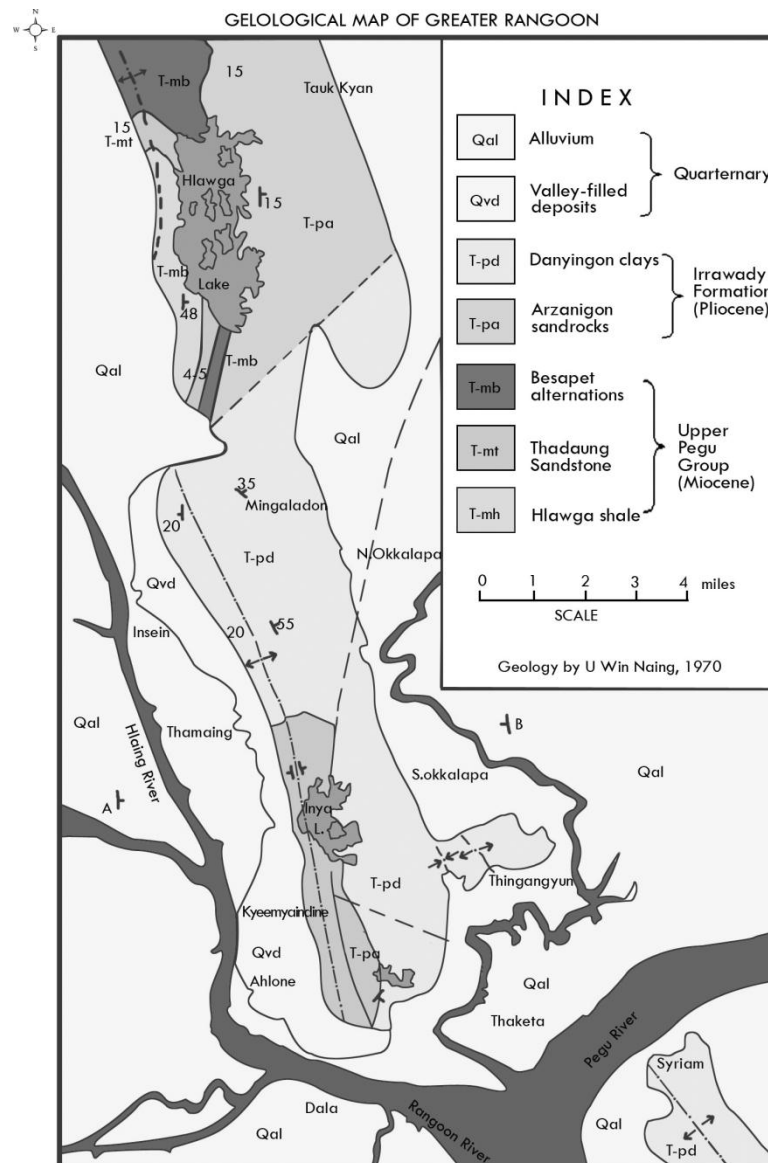 N
W E
S
GELOLOGICAL MAP OF GREATER RANGOON
T-mb
15
Tauk Kyan
15
T-mt
Hlawga
15
T-pa
T-mb
Lake
48
T-mb
4-5
Qal
Qal
35
Mingaladon
20
T-pd
N.Okkalapa
Qvd
Insein
20
55
Qal
Thamaing
Hlaing River
B
S.okkalapa
Qal
A
Inya
L.
T-pd
Thingangyun
Kyeemyaindine
Qvd
T-pa
Ahlone
Qal
Thaketa
Pegu River
Syriam
Dala
Rangoon River
Qal
Qal
T-pd
INDEX
Qal Alluvium
Qvd Valley-filled
deposits
Quarternary
T-pd Danyingon clays
T-pa Arzanigon
sandrocks
Irrawady
Formation
(Pliocene)
T-mb Besapet
alternations
T-mt Thadaung
Sandstone
T-mh Hlawga shale
Upper
Pegu
Group
(Miocene)
0 1 2 3 4 miles
SCALE
Geology by U Win Naing, 1970